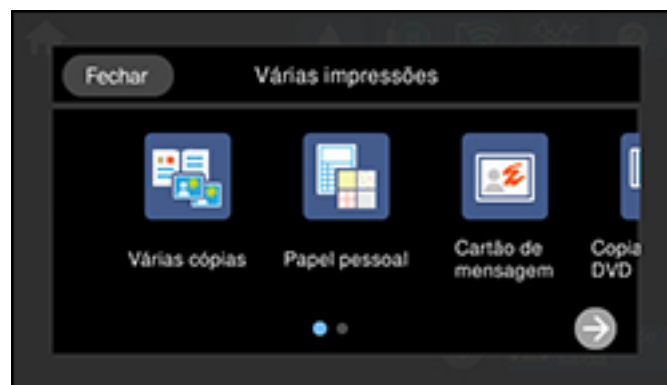 Fechar
Várias impressões
Várias cópias
Papel pessoal
Cartão de
mensagem
Copia
DVD